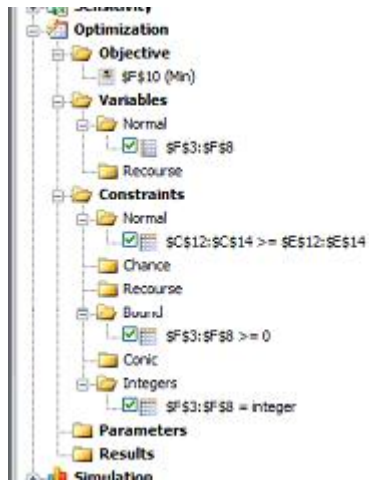 Sensitivity
Optimization
Objective
$F$10 (Min)
Variables
Normal
$F$3:$F$8
Recourse
Constraints
Normal
$C$12:$C$14 >= $E$12:$E$14
Chance
Recourse
Bound
$F$3:$F$8 >= 0
Conic
Integers
$F$3:$F$8 = integer
Parameters
Results
Simulation